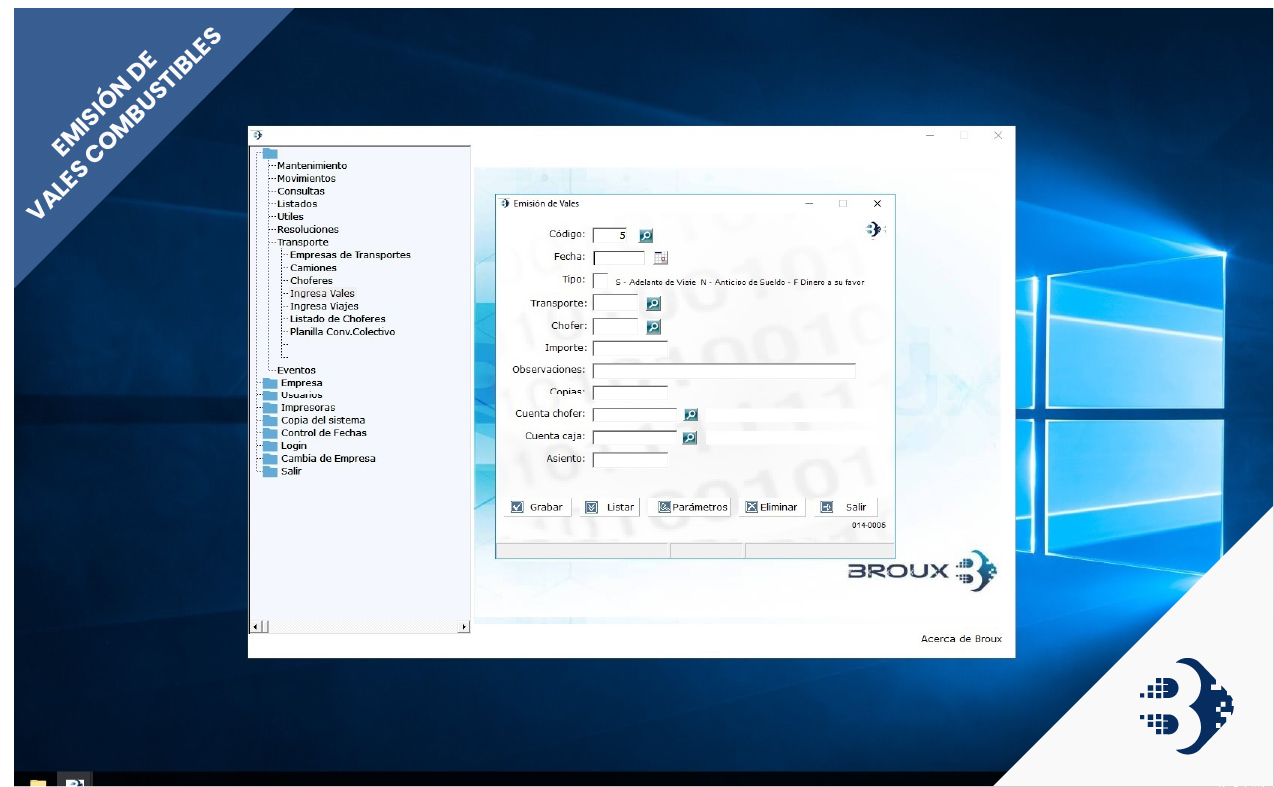 EMISIÓN DE
VALES COMBUSTIBLES
Mantenimiento
Movimientos
Consultas
Listados
Utiles
Resoluciones
Transporte
Empresas de Transportes
Camiones
Choferes
Ingresa Vales
Ingresa Viajes
Listado de Choferes
Planilla Conv.Colectivo
..
..
Eventos
Empresa
Usuarios
Impresoras
Copia del sistema
Control de Fechas
Login
Cambia de Empresa
Salir
Emisión de Vales
Código: 5
Fecha:
Tipo: S - Adelanto de Viaje N - Anticipo de Sueldo - F Dinero a su favor
Transporte:
Chofer:
Importe:
Observaciones:
Copias:
Cuenta chofer:
Cuenta caja:
Asiento:
Grabar Listar Parámetros Eliminar Salir
014-0006
BROUX
Acerca de Broux